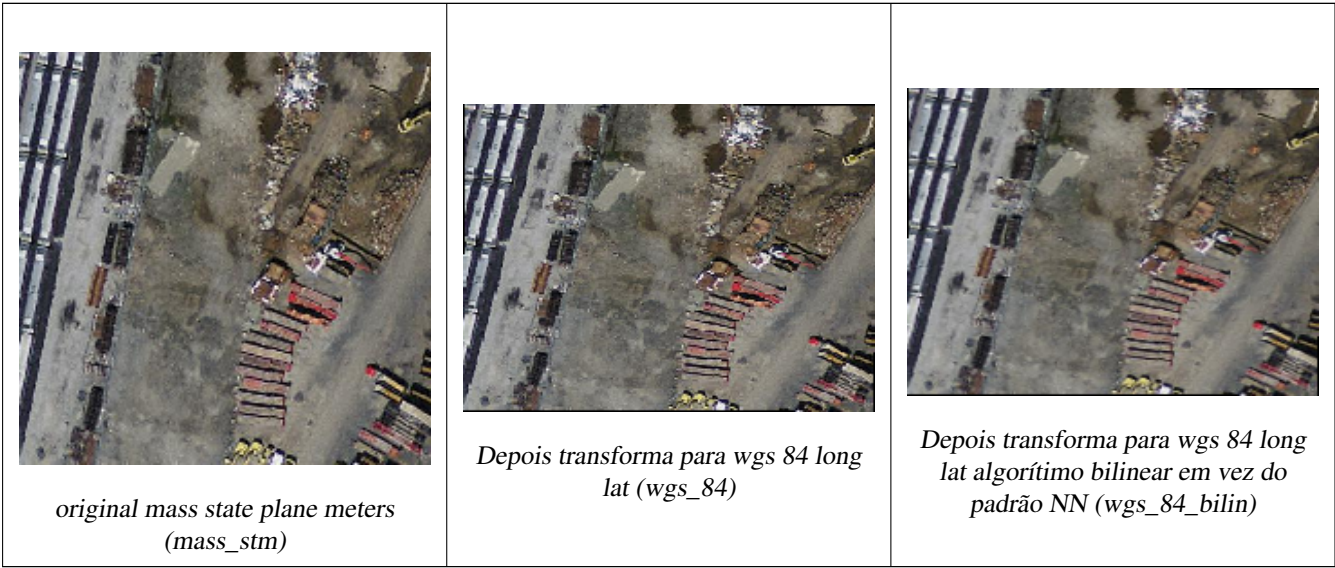 original mass state plane meters
(mass_stm)
Depois transforma para wgs 84 long
lat (wgs_84)
Depois transforma para wgs 84 long
lat algorítimo bilinear em vez do
padrão NN (wgs_84_bilin)